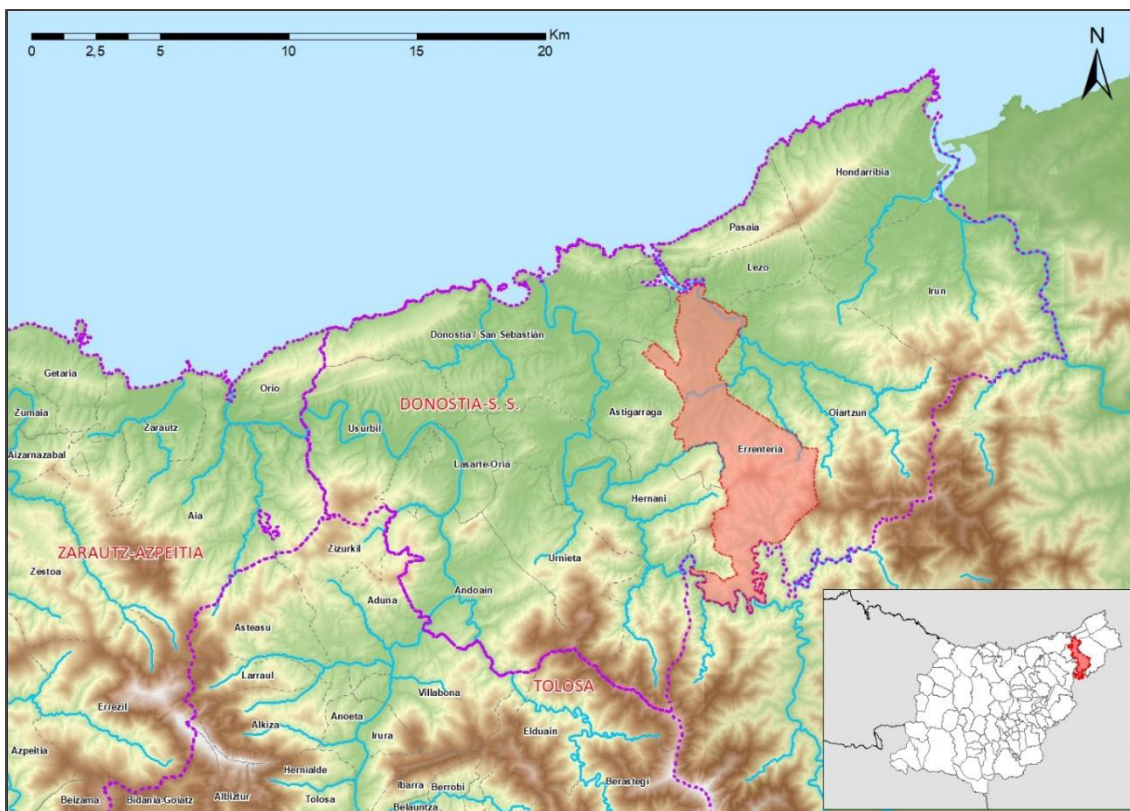 Km
0
2,5
5
10
15
20
N
Hondarribia
Pasaia
Lezo
Irun
Donostia / San Sebastián
Getaria
Orio
DONOSTIA-S. S.
Zumaia
Zarautz
Usurbil
Astigarraga
Oiartzun
Aizarnazabal
Errenteria
Lasarte-Oria
Hernani
Aia
ZARAUTZ-AZPEITIA
Zizurkil
Urnieta
Zestoa
Andoain
Aduna
Asteasu
Larraul
Villabona
TOLOSA
Errezil
Alkiza
Anoeta
Irura
Elduain
Azpeitia
Hernialde
Ibarra
Berrobi
Berastegi
Beizama
Bidania-Goiatz
Albiztur
Tolosa
Belauntza